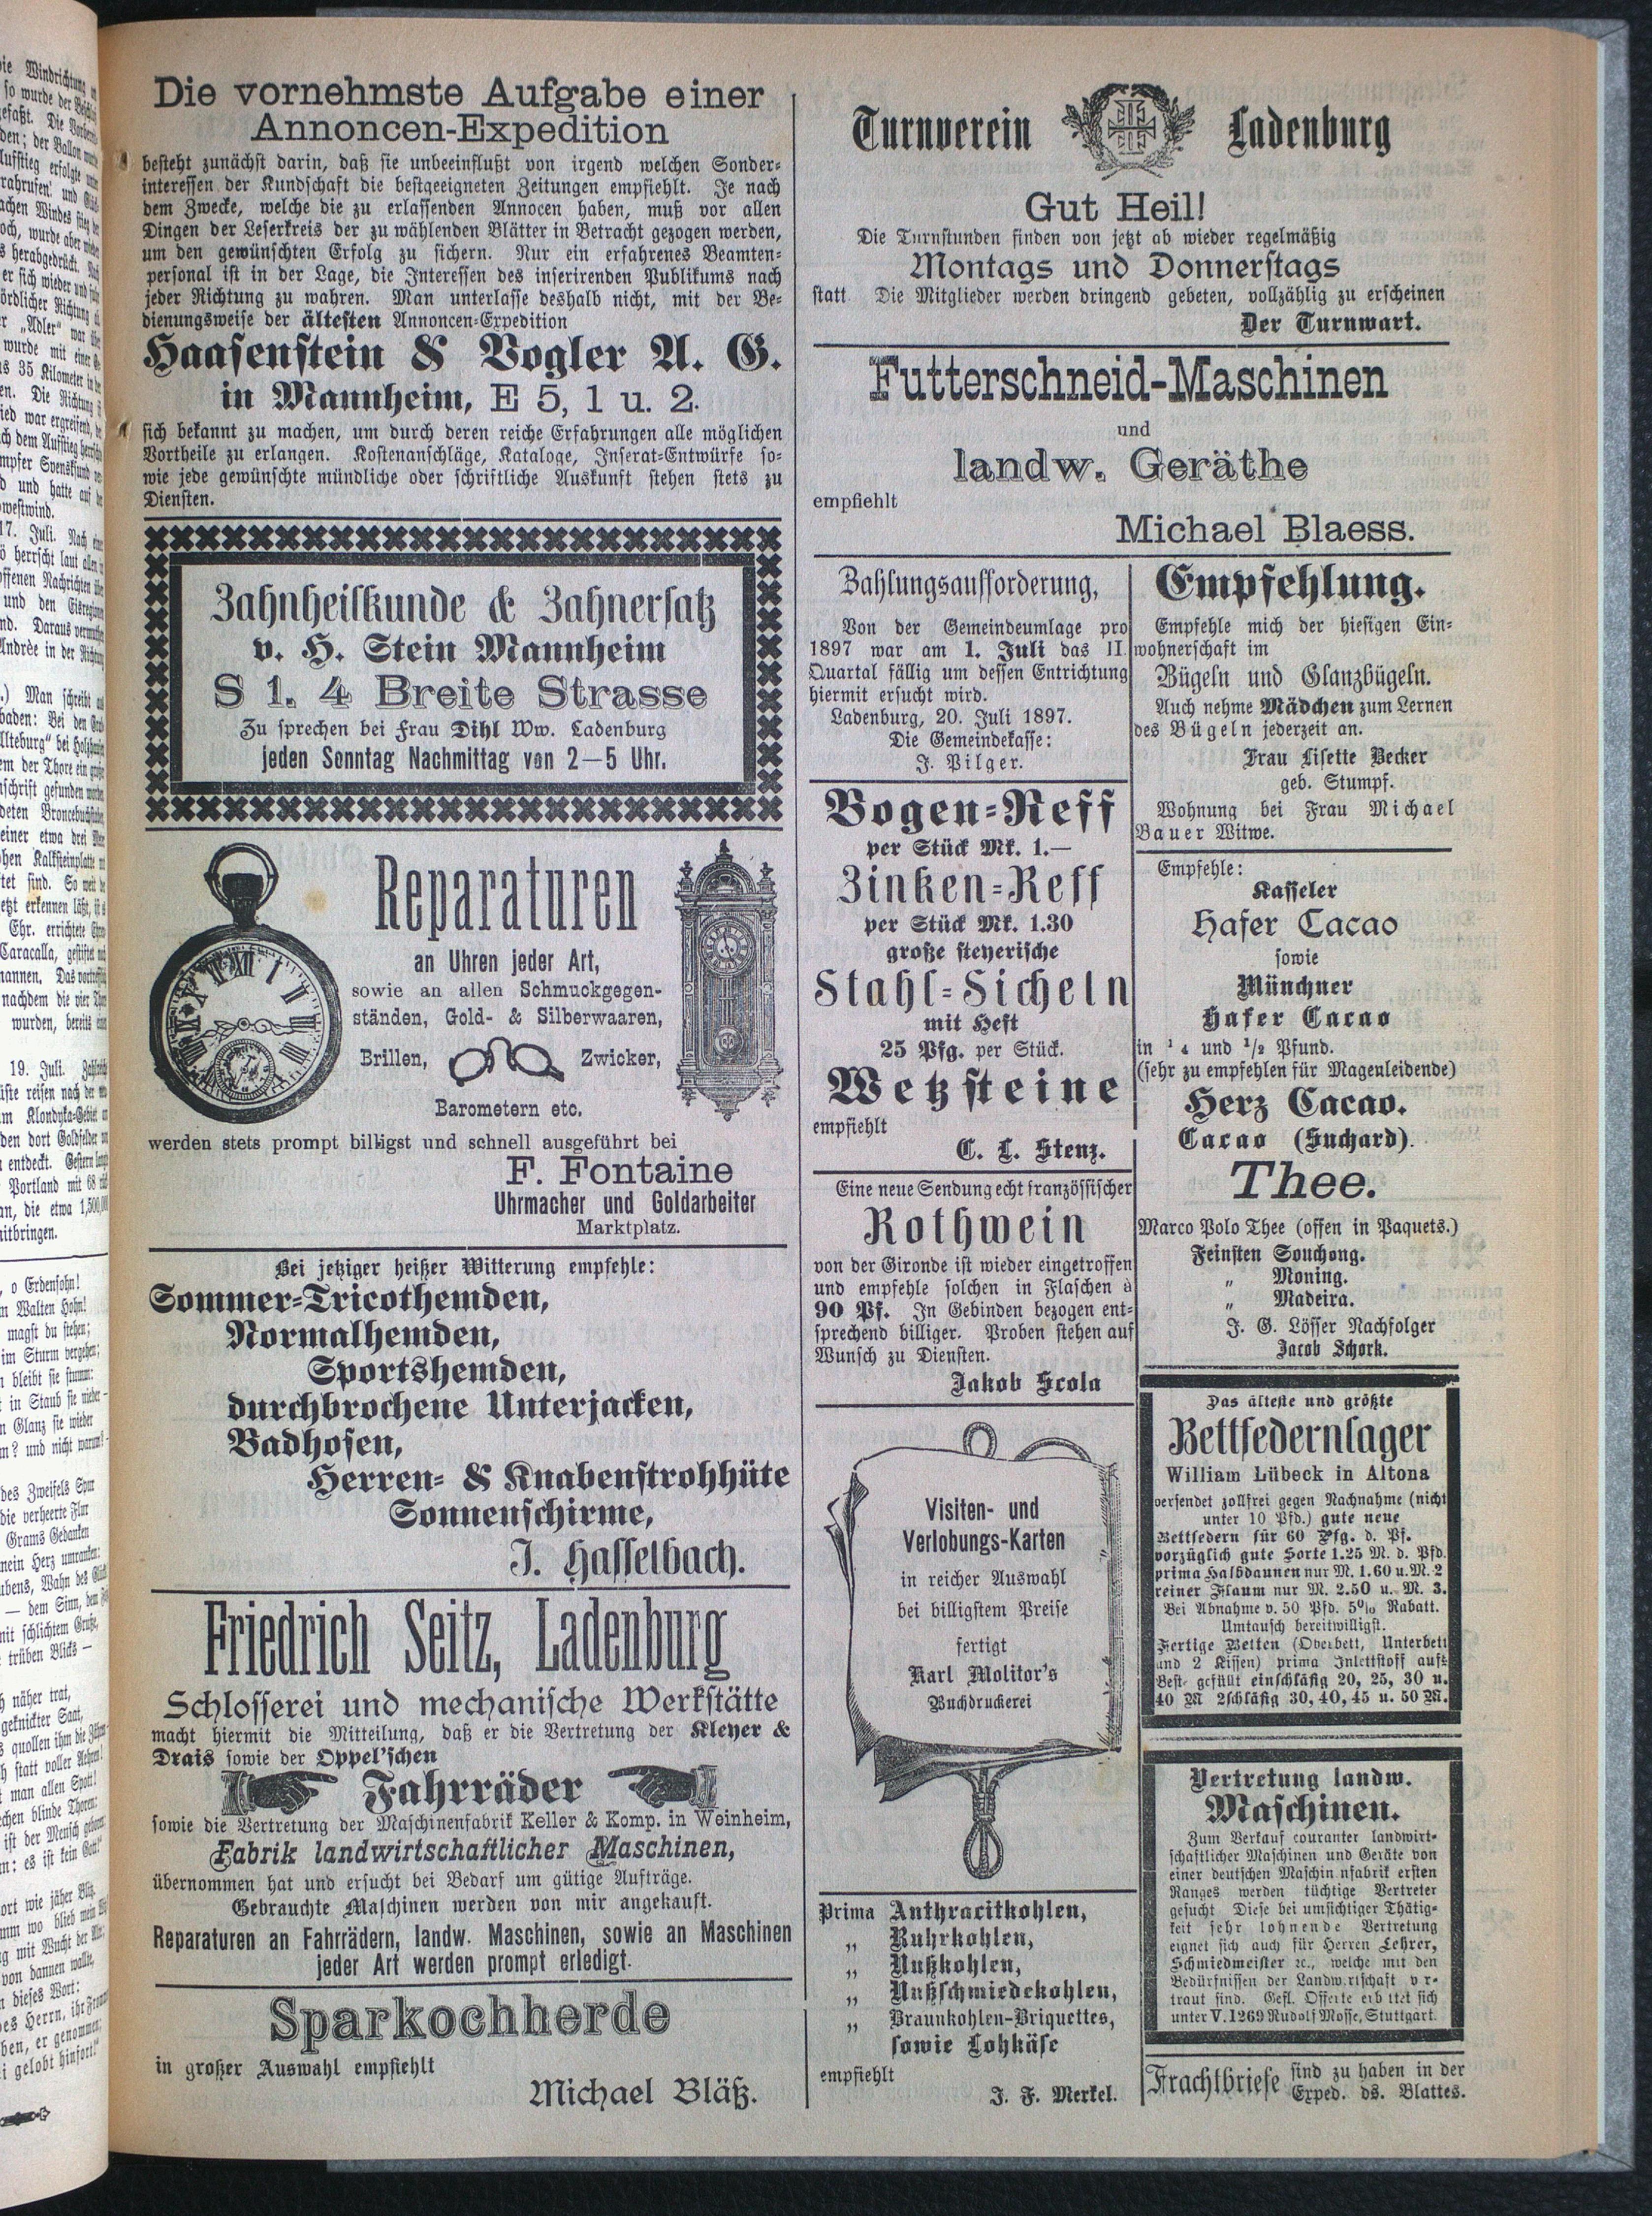 Die vornehmste Aufgabe einer
Annoncen-Expedition
besteht zunächst darin, daß sie unbeeinflußt von irgend welchen Sonder-
interessen der Kundschaft die bestgeeigneten Zeitungen empfiehlt. Je nach
dem Zwecke, welche die zu erlassenden Annocen haben, muß vor allen
Dingen der Leserkreis der zu wählenden Blätter in Betracht gezogen werden,
um den gewünschten Erfolg zu sichern. Nur ein erfahrenes Beamten-
personal ist in der Lage, die Interessen des inserirenden Publikums nach
jeder Richtung zu wahren. Man unterlasse deshalb nicht, mit der Be-
dienungsweise der ältesten Annoncen-Expedition
Haasenstein & Vogler A. G.
in Mannheim, E 5, 1 u. 2.
sich bekannt zu machen, um durch deren reiche Erfahrungen alle möglichen
Vortheile zu erlangen. Kostenanschläge, Kataloge, Inserat-Entwürfe so-
wie jede gewünschte mündliche oder schriftliche Auskunft stehen stets zu
Diensten.
Zahnheilkunde & Zahnersatz
v. H. Stein Mannheim
S 1. 4 Breite Strasse
Zu sprechen bei Frau Dihl Ww. Ladenburg
jeden Sonntag Nachmittag von 2—5 Uhr.
Reparaturen
an Uhren jeder Art,
sowie an allen Schmuckgegen-
ständen, Gold- & Silberwaaren,
Brillen, Zwicker,
Barometern etc.
werden stets prompt billigst und schnell ausgeführt bei
F. Fontaine
Uhrmacher und Goldarbeiter
Marktplatz.
Bei jetziger heißer Witterung empfehle:
Sommer-Tricothemden,
Normalhemden,
Sportshemden,
durchbrochene Unterjacken,
Badhosen,
Herren- & Knabenstrohhüte
Sonnenschirme,
J. Hasselbach.
Friedrich Seitz, Ladenburg
Schlosserei und mechanische Werkstätte
macht hiermit die Mitteilung, daß er die Vertretung der Kleyer &
Drais sowie der Oppel'schen
Fahrräder
sowie die Vertretung der Maschinenfabrik Keller & Komp. in Weinheim,
Fabrik landwirtschaftlicher Maschinen,
übernommen hat und ersucht bei Bedarf um gütige Aufträge.
Gebrauchte Maschinen werden von mir angekauft.
Reparaturen an Fahrrädern, landw. Maschinen, sowie an Maschinen
jeder Art werden prompt erledigt.
Sparkochherde
in großer Auswahl empfiehlt
Michael Bläß.
Turnverein Ladenburg
Gut Heil!
Die Turnstunden finden von jetzt ab wieder regelmäßig
Montags und Donnerstags
statt Die Mitglieder werden dringend gebeten, vollzählig zu erscheinen
Der Turnwart.
Futterschneid-Maschinen
und
landw. Geräthe
empfiehlt
Michael Blaess.
Zahlungsaufforderung,
Von der Gemeindeumlage pro
1897 war am 1. Juli das II.
Quartal fällig um dessen Entrichtung
hiermit ersucht wird.
Ladenburg, 20. Juli 1897.
Die Gemeindekasse:
J. Pilger.
Bogen-Reff
per Stück Mk. 1.—
Zinken-Reff
per Stück Mk. 1.30
große steyerische
Stahl-Sicheln
mit Heft
25 Pfg. per Stück.
Wetzsteine
empfiehlt
C. L. Stenz.
Eine neue Sendung echt französsischer
Rothwein
von der Gironde ist wieder eingetroffen
und empfehle solchen in Flaschen à
90 Pf. In Gebinden bezogen ent-
sprechend billiger. Proben stehen auf
Wunsch zu Diensten.
Jakob Scola
Visiten- und
Verlobungs-Karten
in reicher Auswahl
bei billigstem Preise
fertigt
Karl Molitor's
Buchdruckerei
Prima Anthracitkohlen,
„ Ruhrkohlen,
„ Nußkohlen,
„ Nußschmiedekohlen,
„ Braunkohlen-Briquettes,
sowie Lohkäse
empfiehlt
J. F. Merkel.
Empfehlung.
Empfehle mich der hiesigen Ein-
wohnerschaft im
Bügeln und Glanzbügeln.
Auch nehme Mädchen zum Lernen
des Bügeln jederzeit an.
Frau Lisette Becker
geb. Stumpf.
Wohnung bei Frau Michael
Bauer Witwe.
Empfehle:
Kasseler
Hafer Cacao
sowie
Münchner
Hafer Cacao
in ¼ und ½ Pfund.
(sehr zu empfehlen für Magenleidende)
Herz Cacao.
Cacao (Suchard).
Thee.
Marco Polo Thee (offen in Paquets.)
Feinsten Souchong.
„ Moning.
„ Madeira.
J. G. Lösser Nachfolger
Jacob Schork.
Das älteste und größte
Bettfedernlager
William Lübeck in Altona
versendet zollfrei gegen Nachnahme (nicht
unter 10 Pfd.) gute neue
Bettfedern für 60 Pfg. d. Pf.
vorzüglich gute Sorte 1.25 M. d. Pfd.
prima Halbdaunen nur M. 1.60 u. M. 2
reiner Flaum nur M. 2.50 u. M. 3.
Bei Abnahme v. 50 Pfd. 5% Rabatt.
Umtausch bereitwilligst.
Fertige Betten (Oberbett, Unterbett
und 2 Kissen) prima Inlettstoff aufs
Best- gefüllt einschläfig 20, 25, 30 u.
40 M 2schläfig 30, 40, 45 u. 50 M.
Vertretung landw.
Maschinen.
Zum Verkauf couranter landwirt-
schaftlicher Maschinen und Geräte von
einer deutschen Maschin nfabrik ersten
Ranges werden tüchtige Vertreter
gesucht Diese bei umsichtiger Thätig-
keit sehr lohnende Vertretung
eignet sich auch für Herren Lehrer,
Schmiedmeister ꝛc., welche mit den
Bedürfnissen der Landw rtschaft v r-
traut sind. Gefl. Offerte erb ttet sich
unter V. 1269 Rudolf Mosse, Stuttgart.
Frachtbriefe sind zu haben in der
Exped. ds. Blattes.